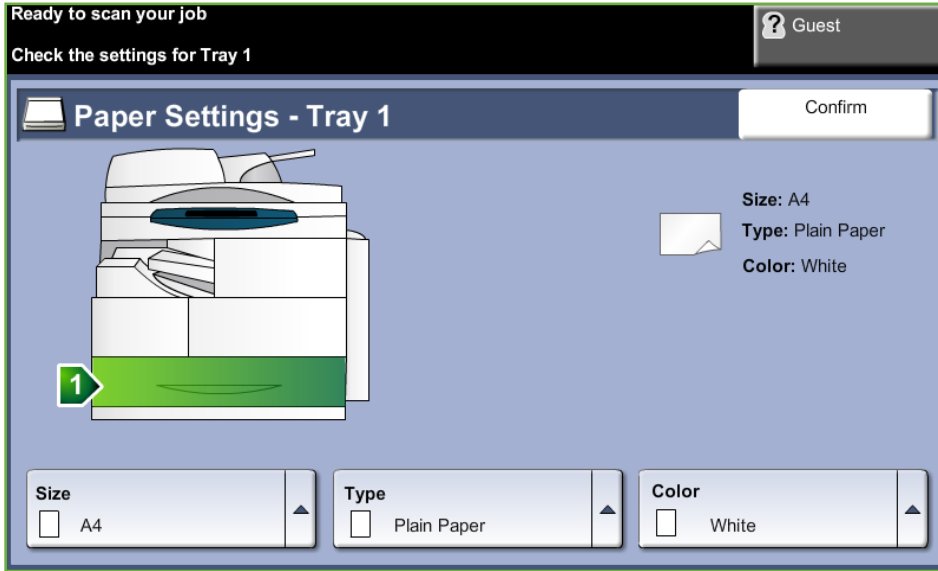 Ready to scan your job
Check the settings for Tray 1
? Guest
Paper Settings - Tray 1
Confirm
Size: A4
Type: Plain Paper
Color: White
1
Size
A4
Type
Plain Paper
Color
White